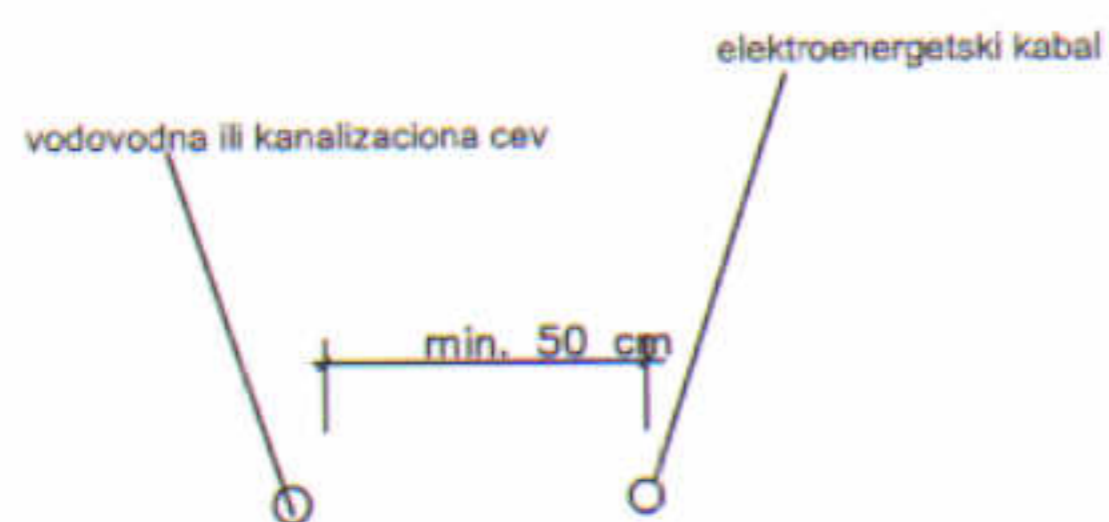 elektroenergetski kabal
vodovodna ili kanalizaciona cev
min. 50 cm